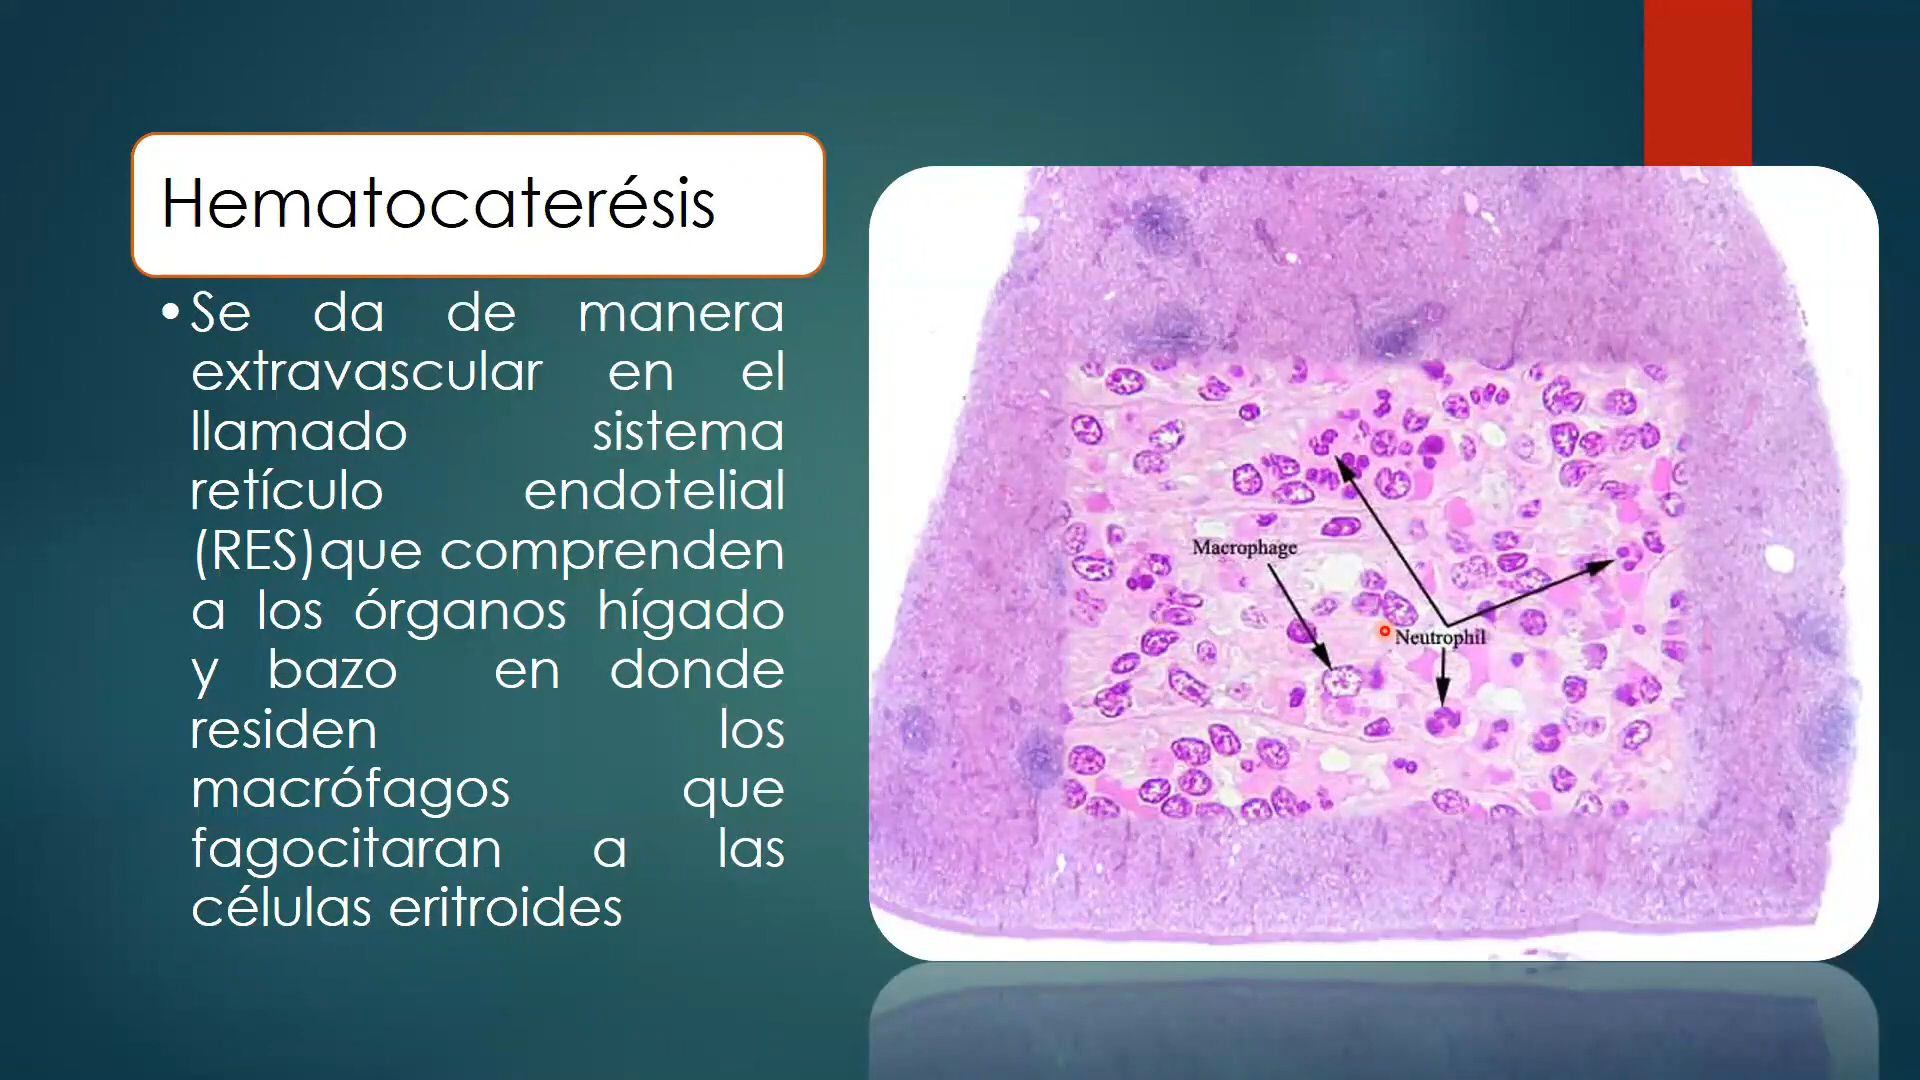 Hematocaterésis
•Se da de manera
extravascular en el
llamado sistema
retículo endotelial
(RES)que comprenden
a los órganos hígado
y bazo en donde
residen los
macrófagos que
fagocitaran a las
células eritroides
Macrophage
Neutrophil